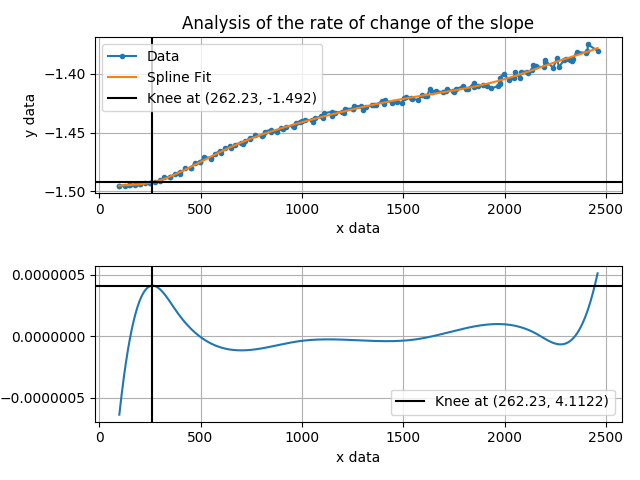 Analysis of the rate of change of the slope
Data
Spline Fit
Knee at (262.23, -1.492)
−1.40
−1.45
−1.50
y data
0 500 1000 1500 2000 2500
x data
0.0000005
0.0000000
−0.0000005
Knee at (262.23, 4.1122)
0 500 1000 1500 2000 2500
x data